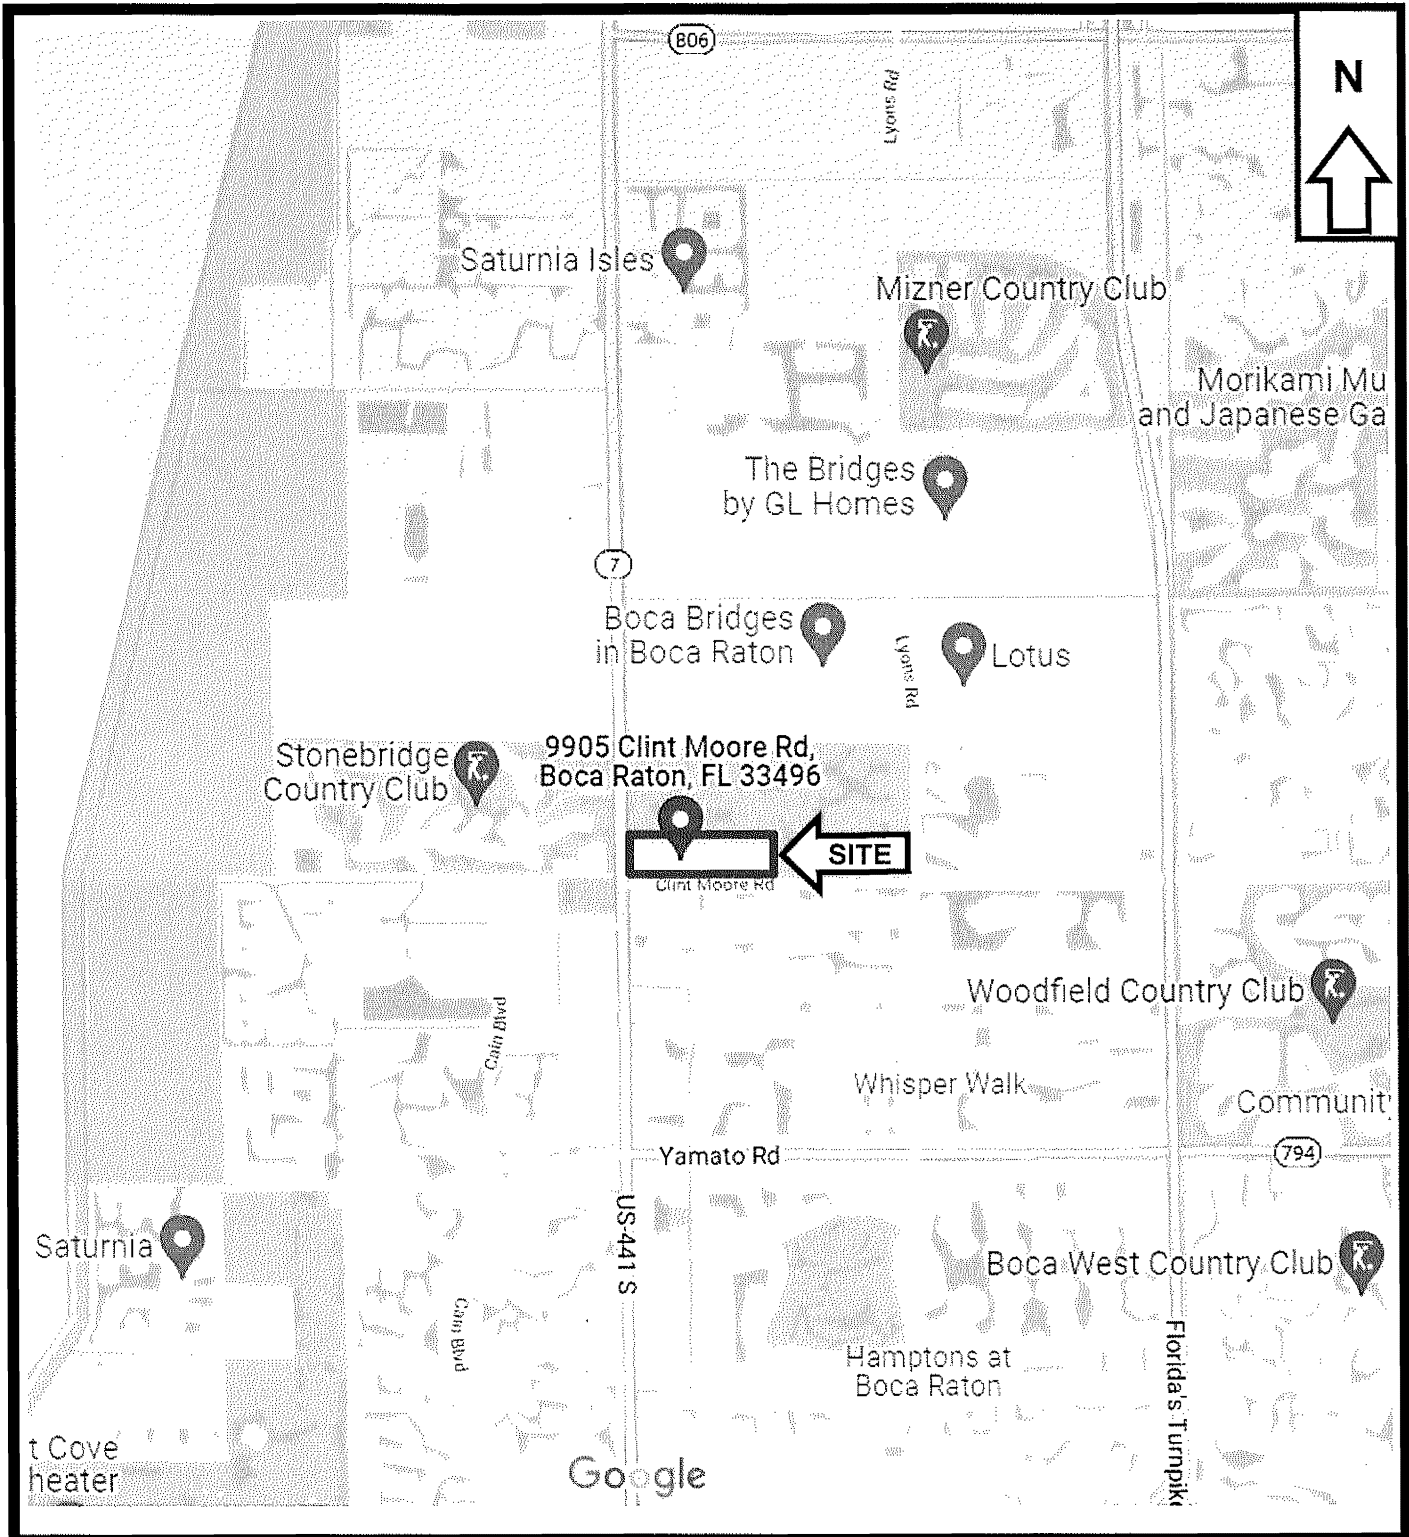 806
N
Lyons Rd
Saturnia Isles
Mizner Country Club
Morikami Mu
and Japanese Ga
The Bridges
by GL Homes
7
Boca Bridges
in Boca Raton
Lyons Rd
Lotus
Stonebridge
Country Club
9905 Clint Moore Rd,
Boca Raton, FL 33496
SITE
Clint Moore Rd
Woodfield Country Club
Cain Blvd
Whisper Walk
Communit
Yamato Rd
794
US-441 S
Saturnia
Boca West Country Club
Cain Blvd
Florida's Turnpik
Hamptons at
Boca Raton
t Cove
heater
Google